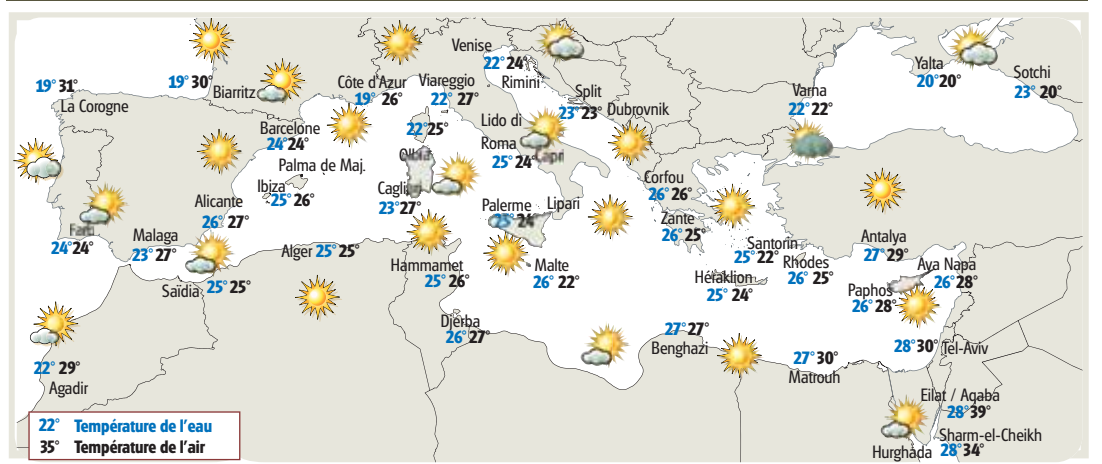 Venise
22° 24°
Rimini
Yalta
20° 20°
Sotchi
23° 20°
19° 31°
La Corogne
19° 30°
Biarritz
Côte d'Azur
19° 26°
Viareggio
22° 27°
Split
23° 23°
Dubrovnik
Varna
22° 22°
Barcelone
24° 24°
22° 25°
Olbia
Lido di
Roma
25° 24°
Capri
Palma de Maj.
Ibiza
25° 26°
Cagliari
23° 27°
Corfou
26° 26°
Alicante
26° 27°
Palerme
25° 24°
Lipari
Zante
26° 25°
Faro
24° 24°
Malaga
23° 27°
Alger 25° 25°
Santorin
25° 22°
Antalya
27° 29°
Hammamet
25° 26°
Malte
26° 22°
Héraklion
25° 24°
Rhodes
26° 25°
Aya Napa
26° 28°
Paphos
26° 28°
Saïdia
25° 25°
Djerba
26° 27°
27° 27°
Benghazi
28° 30° Tel-Aviv
27° 30°
Matrouh
22° 29°
Agadir
Eilat / Aqaba
28° 39°
Sharm-el-Cheikh
28° 34°
Hurghada
22° Température de l'eau
35° Température de l'air